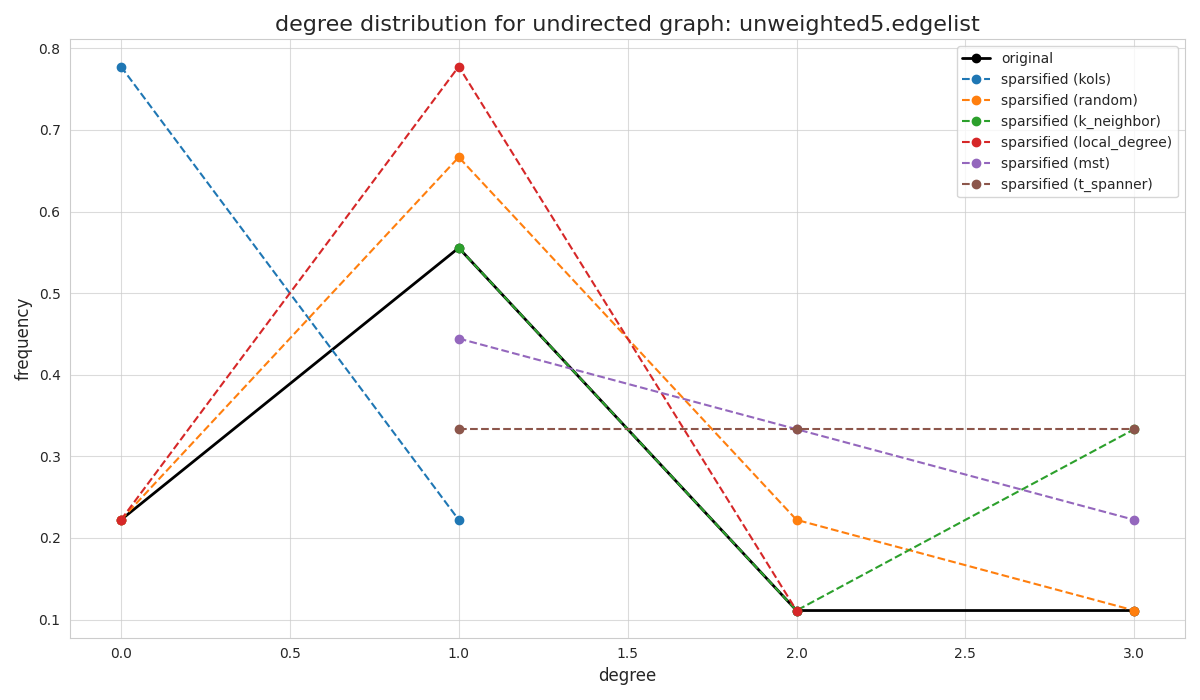 degree distribution for undirected graph: unweighted5.edgelist
original
sparsified (kols)
sparsified (random)
sparsified (k_neighbor)
sparsified (local_degree)
sparsified (mst)
sparsified (t_spanner)
frequency
0.8
0.7
0.6
0.5
0.4
0.3
0.2
0.1
0.0 0.5 1.0 1.5 2.0 2.5 3.0
degree